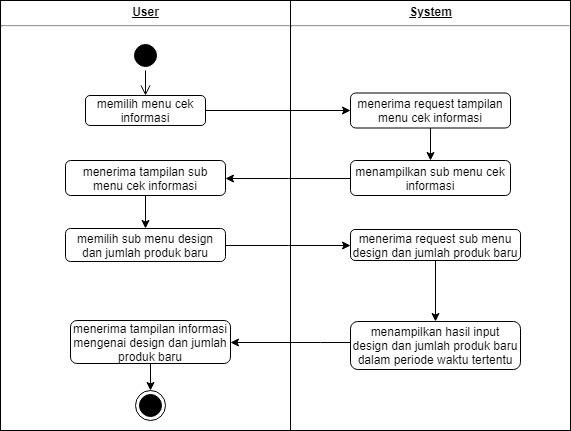 User
System
memilih menu cek
informasi
menerima request tampilan
menu cek informasi
menampilkan sub menu cek
informasi
menerima tampilan sub
menu cek informasi
memilih sub menu design
dan jumlah produk baru
menerima request sub menu
design dan jumlah produk baru
menampilkan hasil input
design dan jumlah produk baru
dalam periode waktu tertentu
menerima tampilan informasi
mengenai design dan jumlah
produk baru